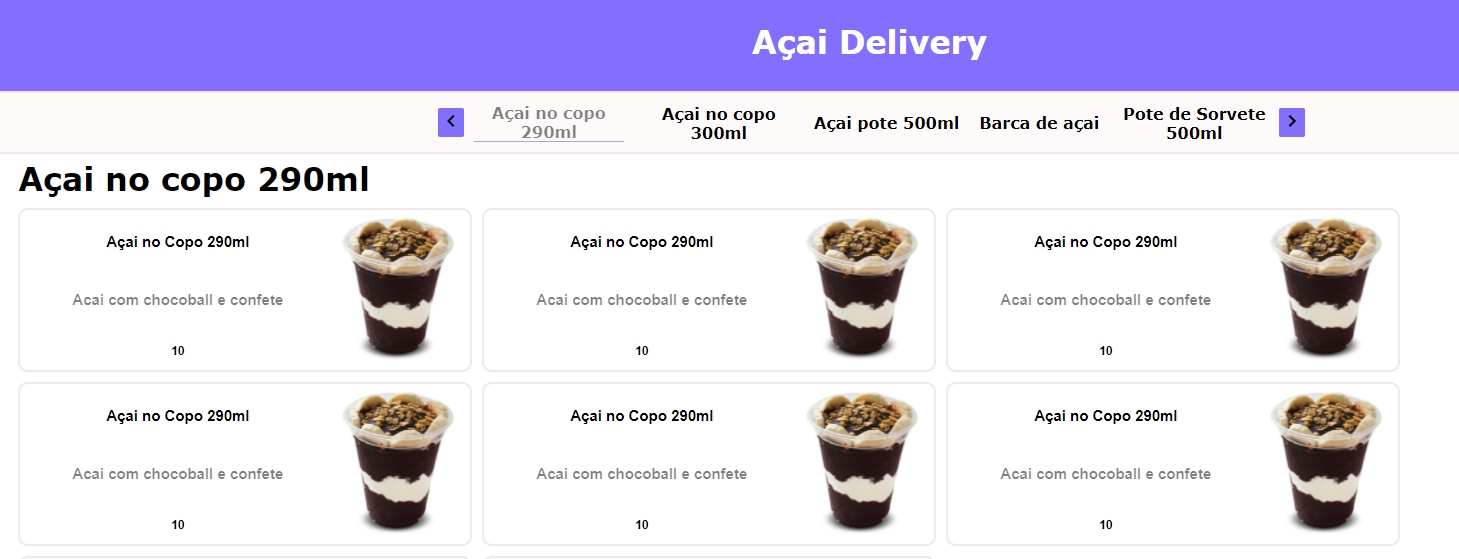 Açai Delivery
Açai no copo
290ml
Açai no copo
300ml
Açai pote 500ml
Barca de açai
Pote de Sorvete
500ml
Açai no copo 290ml
Açai no Copo 290ml
Acai com chocoball e confete
10
Açai no Copo 290ml
Acai com chocoball e confete
10
Açai no Copo 290ml
Acai com chocoball e confete
10
Açai no Copo 290ml
Acai com chocoball e confete
10
Açai no Copo 290ml
Acai com chocoball e confete
10
Açai no Copo 290ml
Acai com chocoball e confete
10